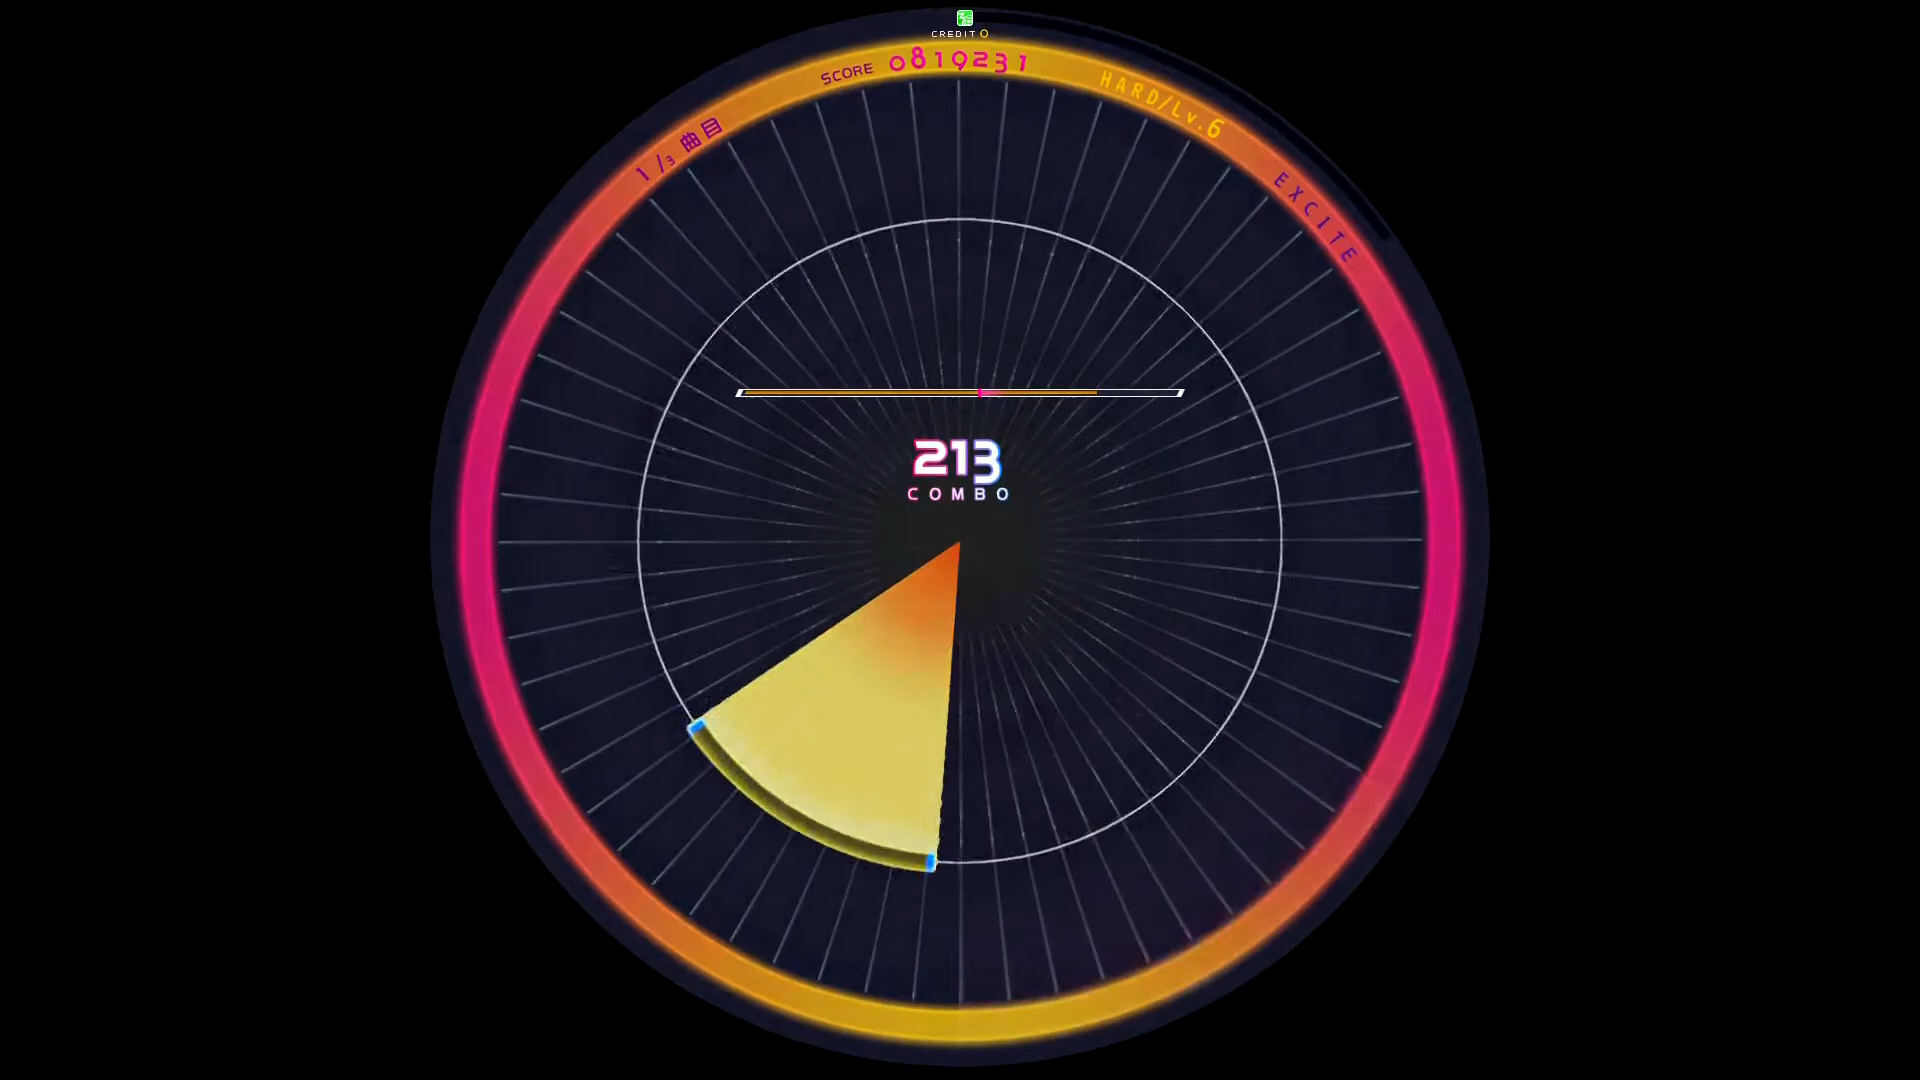 CREDIT 0
1/3 曲目
SCORE 0819231
HARD/Lv.6
EXCITE
213
COMBO